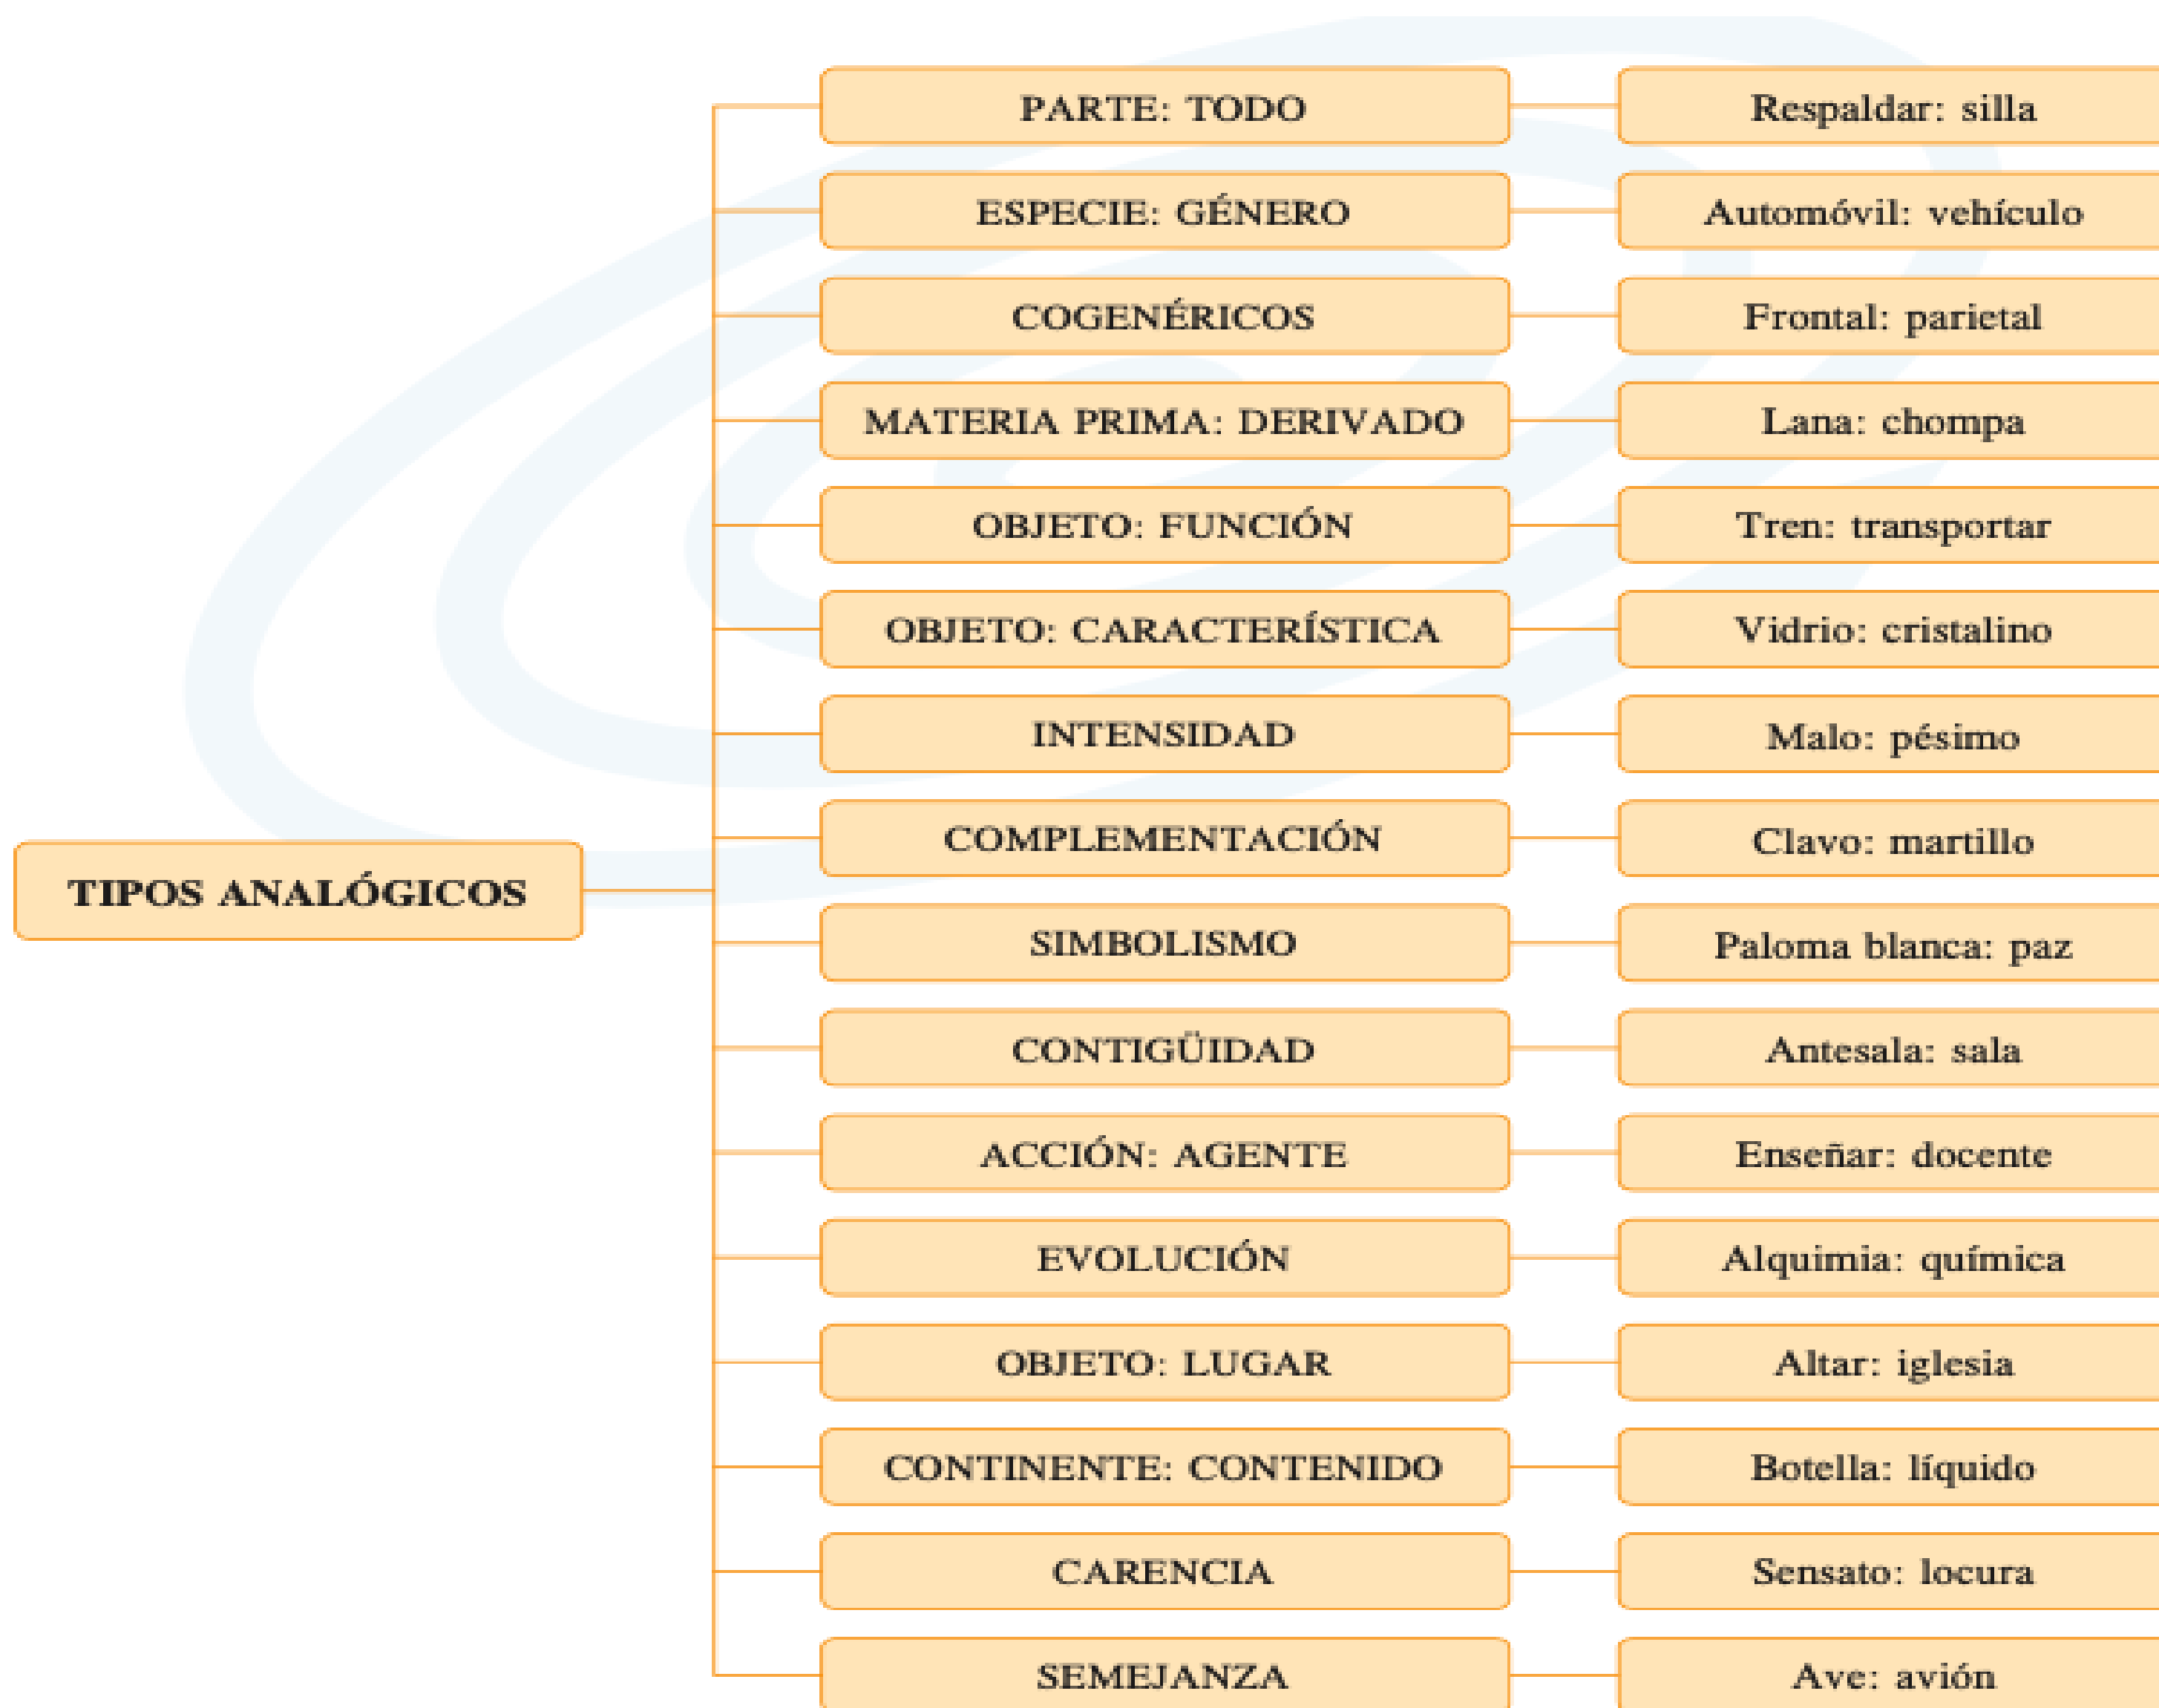 PARTE: TODO
Respaldar: silla
ESPECIE: GÉNERO
Automóvil: vehículo
COGENÉRICOS
Frontal: parietal
MATERIA PRIMA: DERIVADO
Lana: chompa
OBJETO: FUNCIÓN
Tren: transportar
OBJETO: CARACTERÍSTICA
Vidrio: cristalino
INTENSIDAD
Malo: pésimo
COMPLEMENTACIÓN
Clavo: martillo
TIPOS ANALÓGICOS
SIMBOLISMO
Paloma blanca: paz
CONTIGÜIDAD
Antesala: sala
ACCIÓN: AGENTE
Enseñar: docente
EVOLUCIÓN
Alquimia: química
OBJETO: LUGAR
Altar: iglesia
CONTINENTE: CONTENIDO
Botella: líquido
CARENCIA
Sensato: locura
SEMEJANZA
Ave: avión